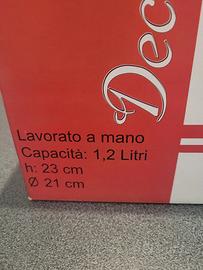 Dec
Lavorato a mano
Capacità: 1,2 Litri
h: 23 cm
Ø 21 cm